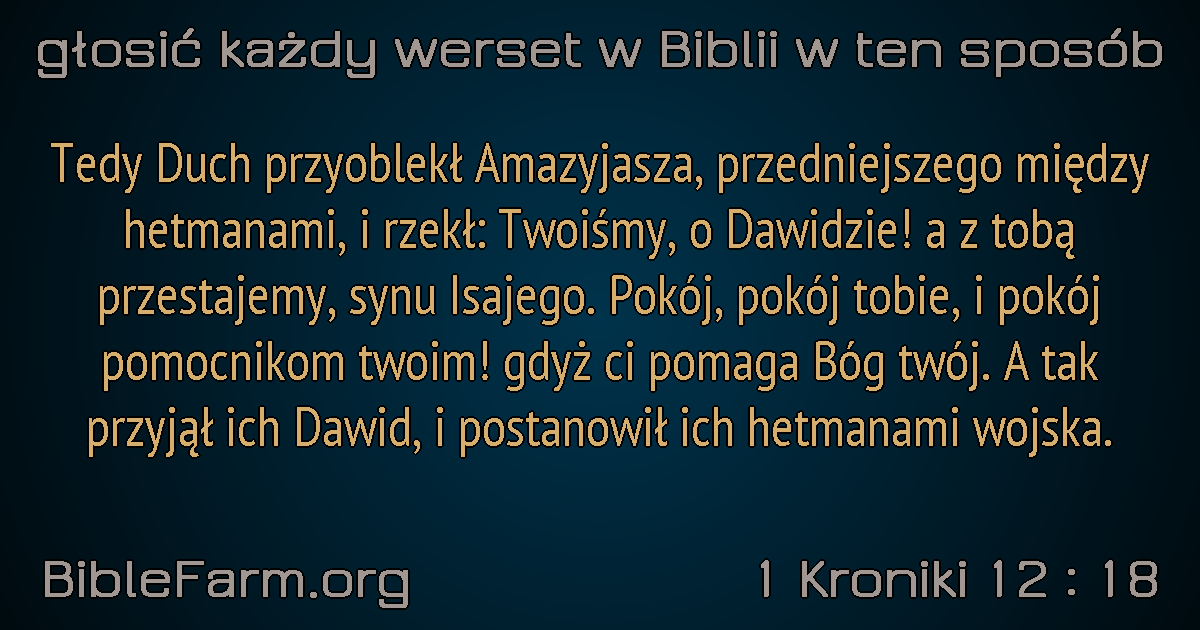 głosić każdy werset w Biblii w ten sposób
Tedy Duch przyoblekł Amazyjasza, przedniejszego między
hetmanami, i rzekł: Twoiśmy, o Dawidzie! a z tobą
przestajemy, synu Isajego. Pokój, pokój tobie, i pokój
pomocnikom twoim! gdyż ci pomaga Bóg twój. A tak
przyjął ich Dawid, i postanowił ich hetmanami wojska.
BibleFarm.org
1 Kroniki 12 : 18